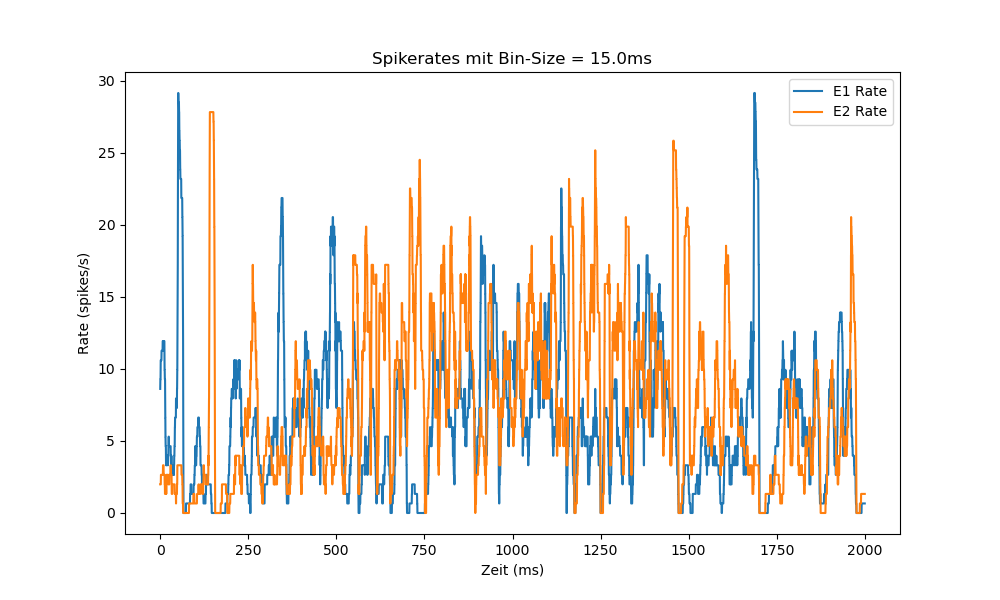 Spikerates mit Bin-Size = 15.0ms
E1 Rate
E2 Rate
30
25
20
15
10
5
0
Rate (spikes/s)
0 250 500 750 1000 1250 1500 1750 2000
Zeit (ms)